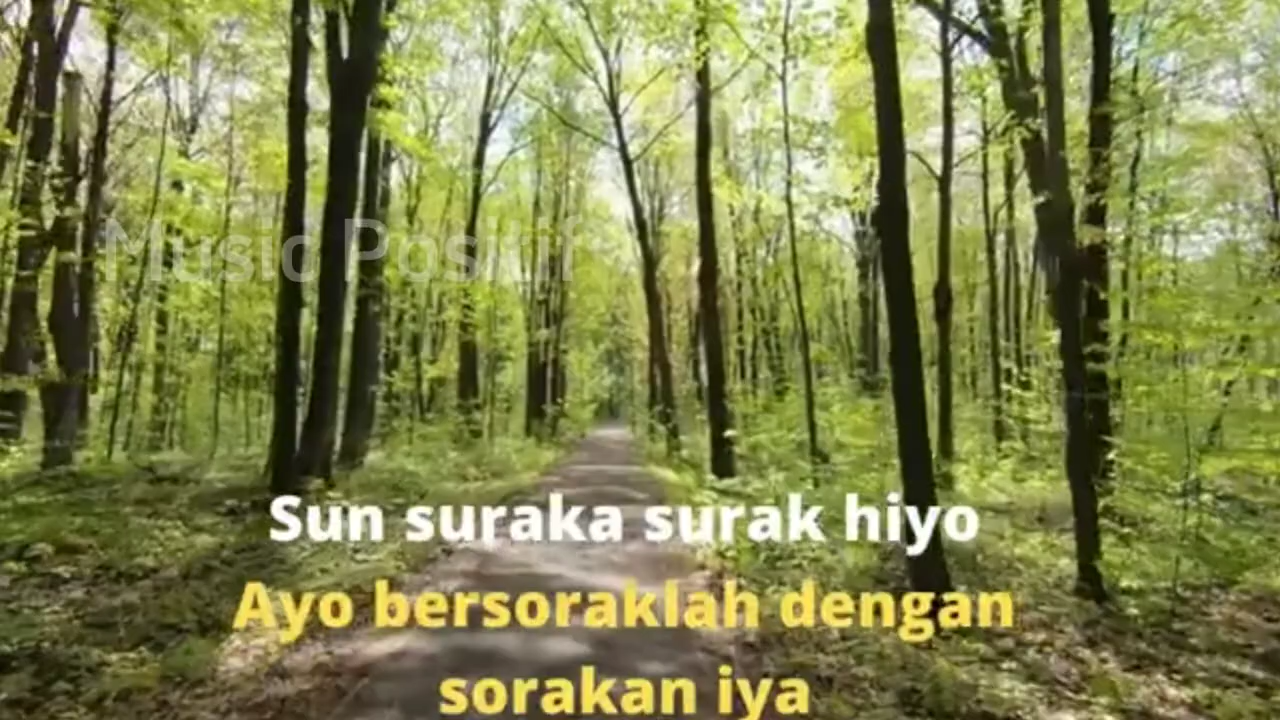 Music Positif
Sun suraka surak hiyo
Ayo bersoraklah dengan
sorakan iya